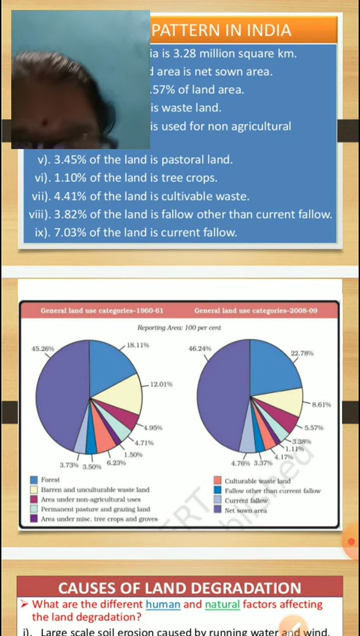 PATTERN IN INDIA
ia is 3.28 million square km.
area is net sown area.
.57% of land area.
is waste land.
is used for non agricultural
v). 3.45% of the land is pastoral land.
vi). 1.10% of the land is tree crops.
vii). 4.41% of the land is cultivable waste.
viii). 3.82% of the land is fallow other than current fallow.
ix). 7.03% of the land is current fallow.
General land use categories-1960-61
General land use categories-2008-09
Reporting Area: 100 per cent
45.26%
18.11%
12.01%
4.95%
4.71%
1.50%
6.23%
3.50%
3.73%
46.24%
22.78%
8.61%
5.57%
3.38%
1.11%
4.17%
3.37%
4.76%
Forest
Barren and unculturable waste land
Area under non-agricultural uses
Permanent pasture and grazing land
Area under misc. tree crops and groves
Culturable waste land
Fallow other than current fallow
Current fallow
Net sown area
CAUSES OF LAND DEGRADATION
➢ What are the different human and natural factors affecting
the land degradation?
i). Large scale soil erosion caused by running water and wind.